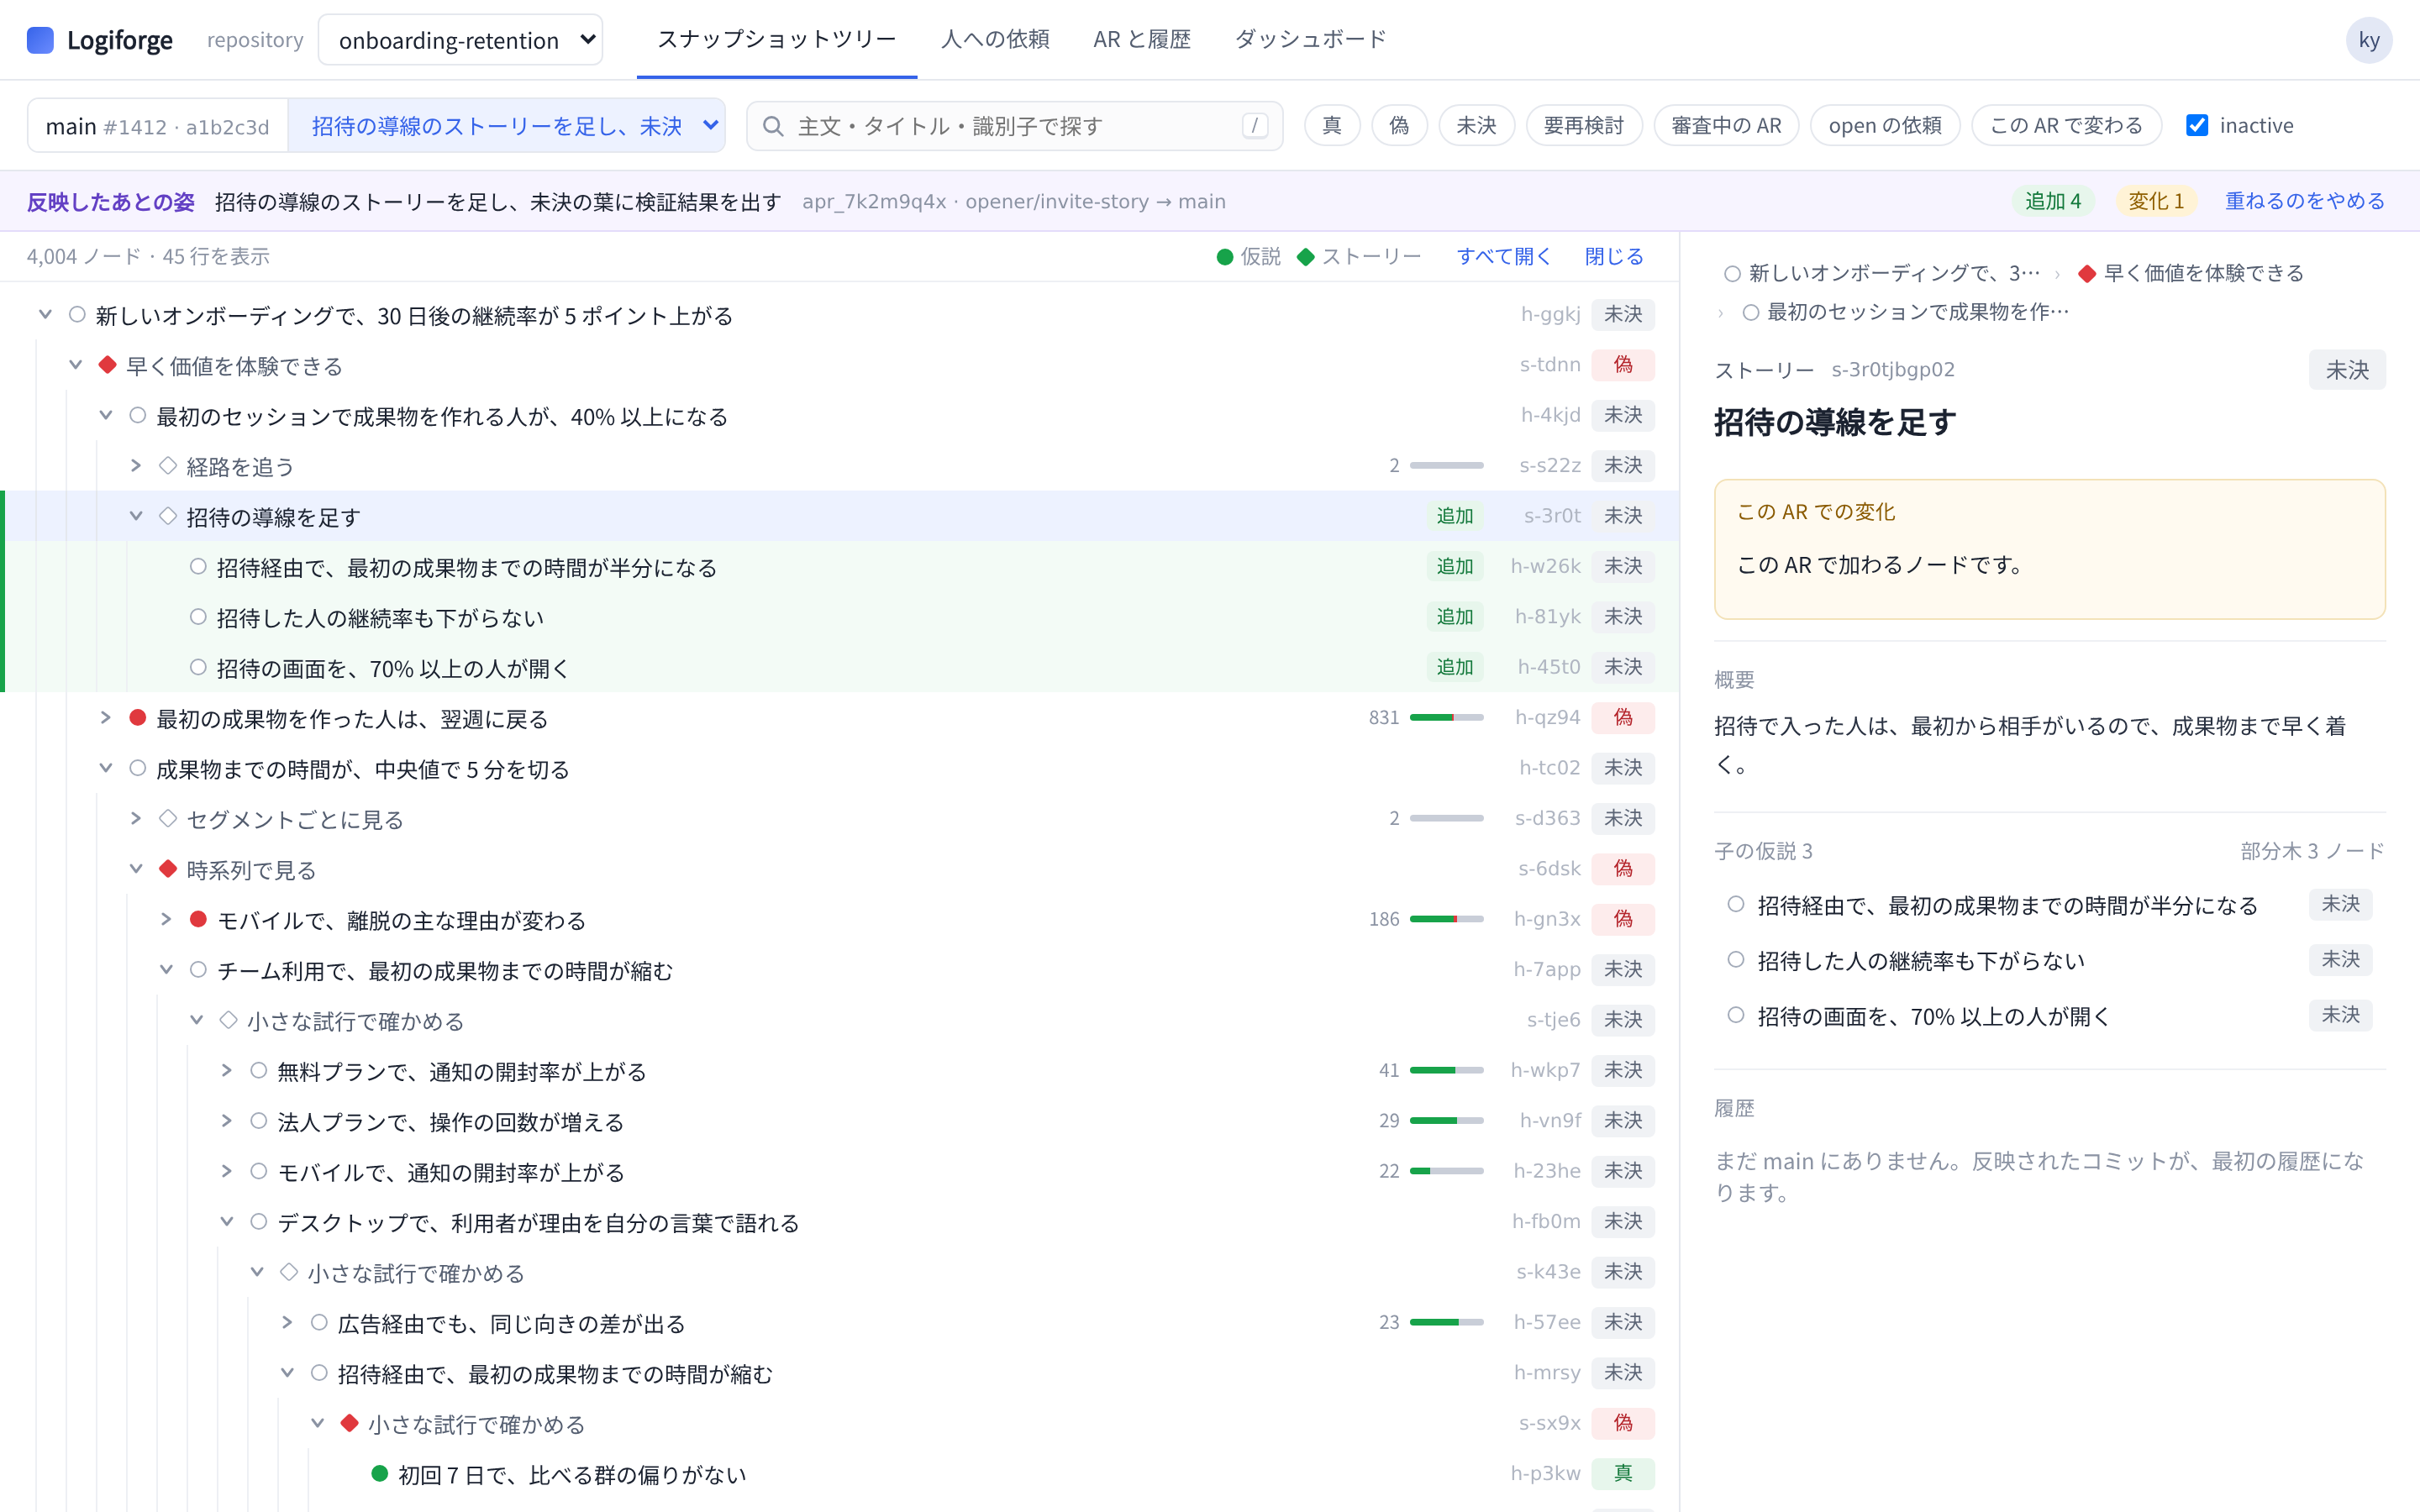 Logiforge repository onboarding-retention スナップショットツリー 人への依頼 AR と履歴 ダッシュボード ky
main #1412 · a1b2c3d 招待の導線のストーリーを足し、未決 主文・タイトル・識別子で探す / 真 偽 未決 要再検討 審査中の AR open の依頼 この AR で変わる inactive
反映したあとの姿 招待の導線のストーリーを足し、未決の葉に検証結果を出す apr_7k2m9q4x · opener/invite-story → main 追加 4 変化 1 重ねるのをやめる
4,004 ノード · 45 行を表示 仮説 ストーリー すべて開く 閉じる
新しいオンボーディングで、30 日後の継続率が 5 ポイント上がる h-ggkj 未決
早く価値を体験できる s-tdnn 偽
最初のセッションで成果物を作れる人が、40% 以上になる h-4kjd 未決
経路を追う 2 s-s22z 未決
招待の導線を足す 追加 s-3r0t 未決
招待経由で、最初の成果物までの時間が半分になる 追加 h-w26k 未決
招待した人の継続率も下がらない 追加 h-81yk 未決
招待の画面を、70% 以上の人が開く 追加 h-45t0 未決
最初の成果物を作った人は、翌週に戻る 831 h-qz94 偽
成果物までの時間が、中央値で 5 分を切る h-tc02 未決
セグメントごとに見る 2 s-d363 未決
時系列で見る s-6dsk 偽
モバイルで、離脱の主な理由が変わる 186 h-gn3x 偽
チーム利用で、最初の成果物までの時間が縮む h-7app 未決
小さな試行で確かめる s-tje6 未決
無料プランで、通知の開封率が上がる 41 h-wkp7 未決
法人プランで、操作の回数が増える 29 h-vn9f 未決
モバイルで、通知の開封率が上がる 22 h-23he 未決
デスクトップで、利用者が理由を自分の言葉で語れる h-fb0m 未決
小さな試行で確かめる s-k43e 未決
広告経由でも、同じ向きの差が出る 23 h-57ee 未決
招待経由で、最初の成果物までの時間が縮む h-mrsy 未決
小さな試行で確かめる s-sx9x 偽
初回 7 日で、比べる群の偏りがない h-p3kw 真
新しいオンボーディングで、3… › 早く価値を体験できる
› 最初のセッションで成果物を作…
ストーリー s-3r0tjbgp02 未決
招待の導線を足す
この AR での変化
この AR で加わるノードです。
概要
招待で入った人は、最初から相手がいるので、成果物まで早く着
く。
子の仮説 3 部分木 3 ノード
招待経由で、最初の成果物までの時間が半分になる 未決
招待した人の継続率も下がらない 未決
招待の画面を、70% 以上の人が開く 未決
履歴
まだ main にありません。反映されたコミットが、最初の履歴にな
ります。